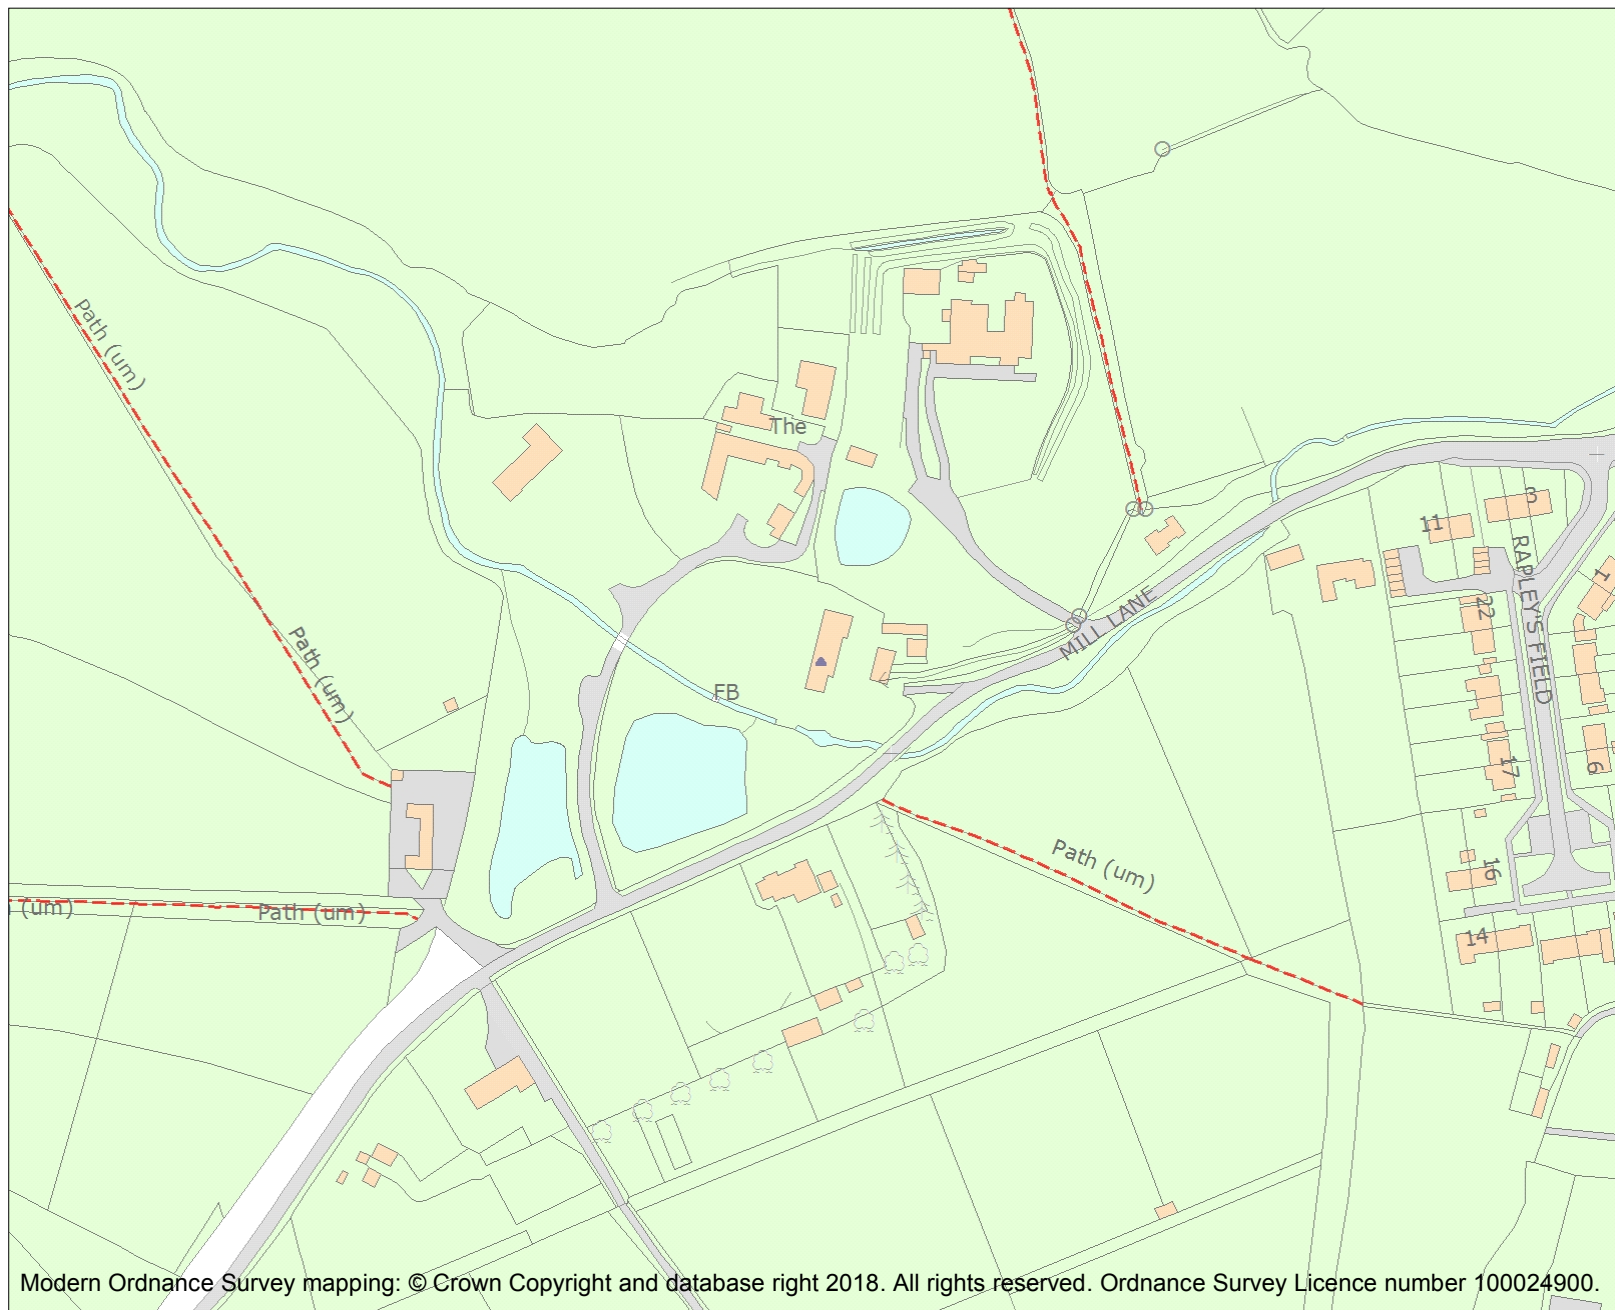 Path (um)
The
3
11
1
RAPLEY'S FIELD
22
MILL LANE
Path (um)
FB
17
6
Path (um)
16
(um)
Path (um)
14
Modern Ordnance Survey mapping: © Crown Copyright and database right 2018. All rights reserved. Ordnance Survey Licence number 100024900.